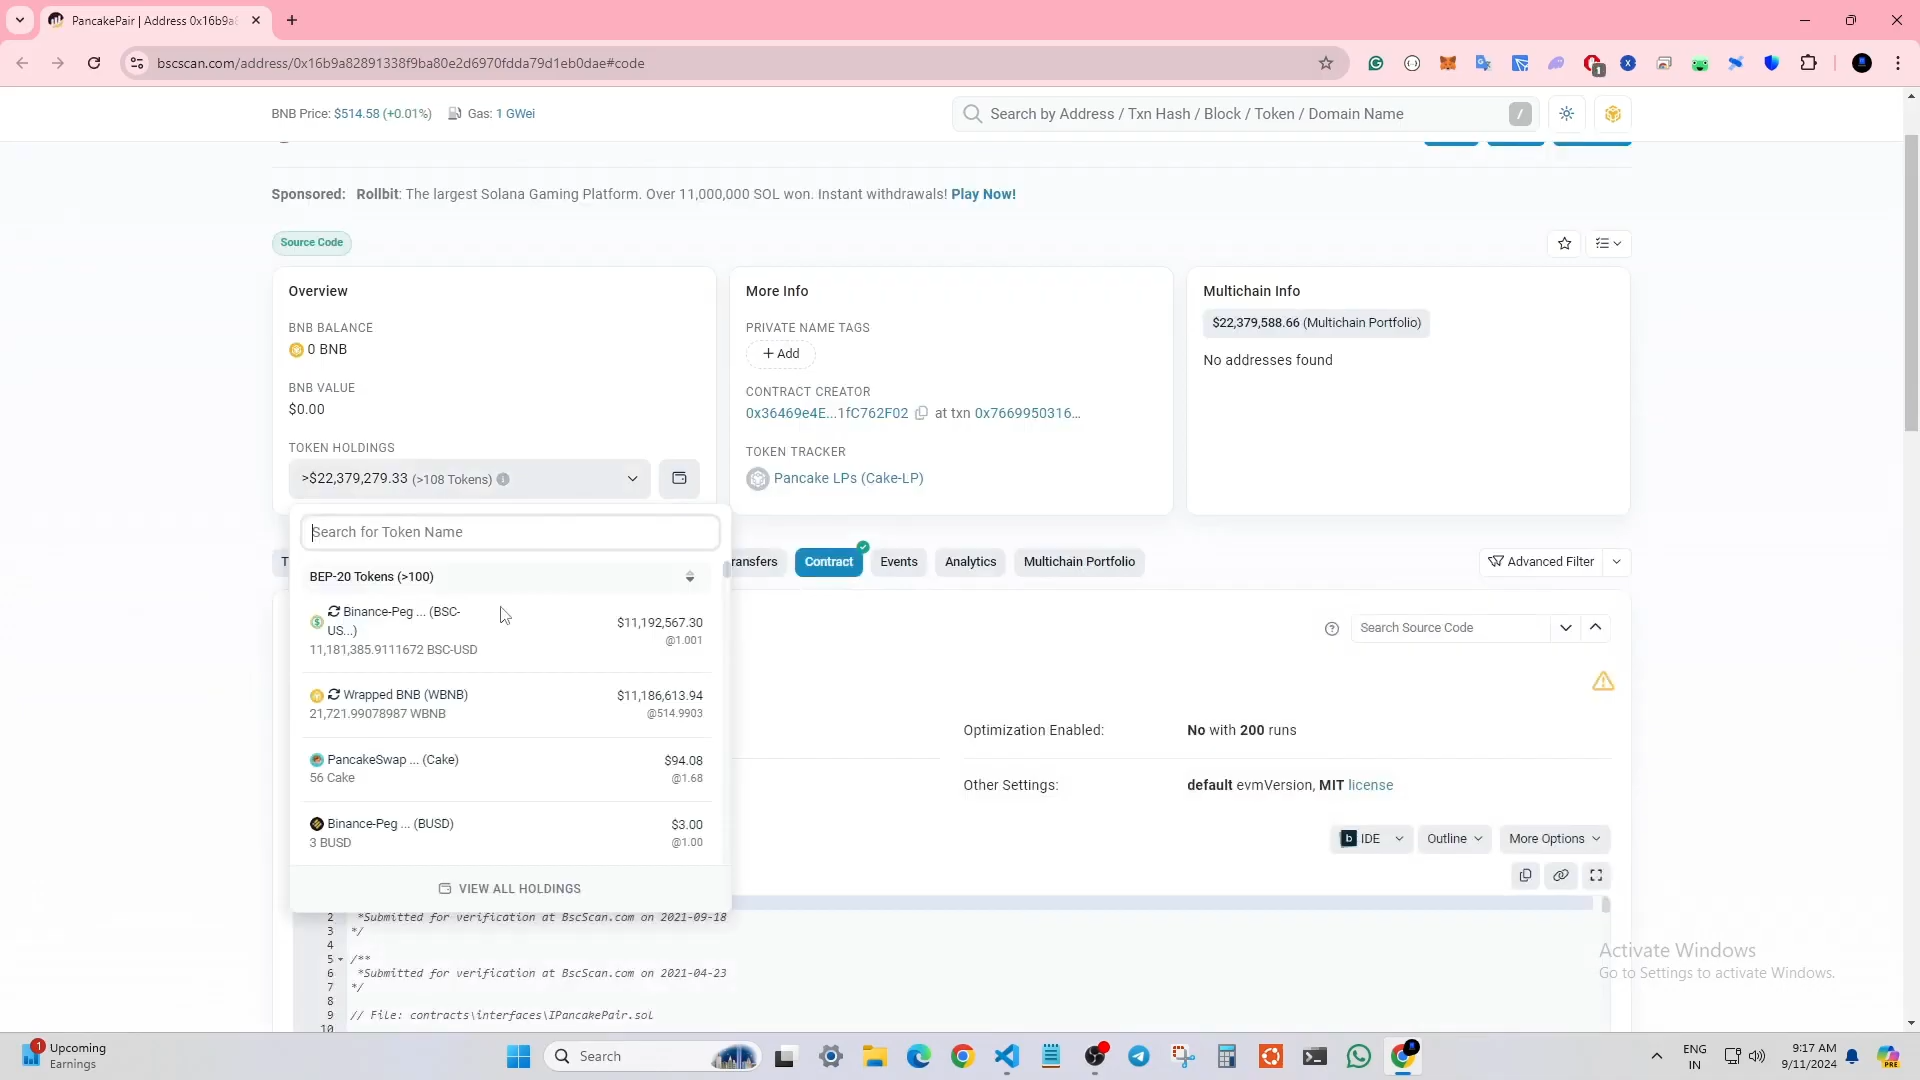 PancakePair | Address 0x16b9a8
bscscan.com/address/0x16b9a82891338f9ba80e2d6970fdda79d1eb0dae#code
1
BNB Price: $514.58 (+0.01%) Gas: 1 GWei
Search by Address / Txn Hash / Block / Token / Domain Name /
Sponsored: Rollbit: The largest Solana Gaming Platform. Over 11,000,000 SOL won. Instant withdrawals! Play Now!
Source Code
Overview
BNB BALANCE
0 BNB
BNB VALUE
$0.00
TOKEN HOLDINGS
>$22,379,279.33 (>108 Tokens)
More Info
PRIVATE NAME TAGS
+ Add
CONTRACT CREATOR
0x36469e4E...1fC762F02 at txn 0x7669950316...
TOKEN TRACKER
Pancake LPs (Cake-LP)
Multichain Info
$22,379,588.66 (Multichain Portfolio)
No addresses found
Search for Token Name
BEP-20 Tokens (>100)
Binance-Peg ... (BSC-
US...)
11,181,385.9111672 BSC-USD
$11,192,567.30
@1.001
Wrapped BNB (WBNB)
21,721.99078987 WBNB
$11,186,613.94
@514.9903
PancakeSwap ... (Cake)
56 Cake
$94.08
@1.68
Binance-Peg ... (BUSD)
3 BUSD
$3.00
@1.00
VIEW ALL HOLDINGS
T ransfers Contract Events Analytics Multichain Portfolio Advanced Filter
Search Source Code
Optimization Enabled: No with 200 runs
Other Settings: default evmVersion, MIT license
IDE Outline More Options
2 *Submitted for verification at BscScan.com on 2021-09-18
3 */
4
5 /**
6 *Submitted for verification at BscScan.com on 2021-04-23
7 */
8
9 // File: contracts\interfaces\IPancakePair.sol
10
Activate Windows
Go to Settings to activate Windows.
1
Upcoming
Earnings
Search
ENG
IN
9:17 AM
9/11/2024
PRE